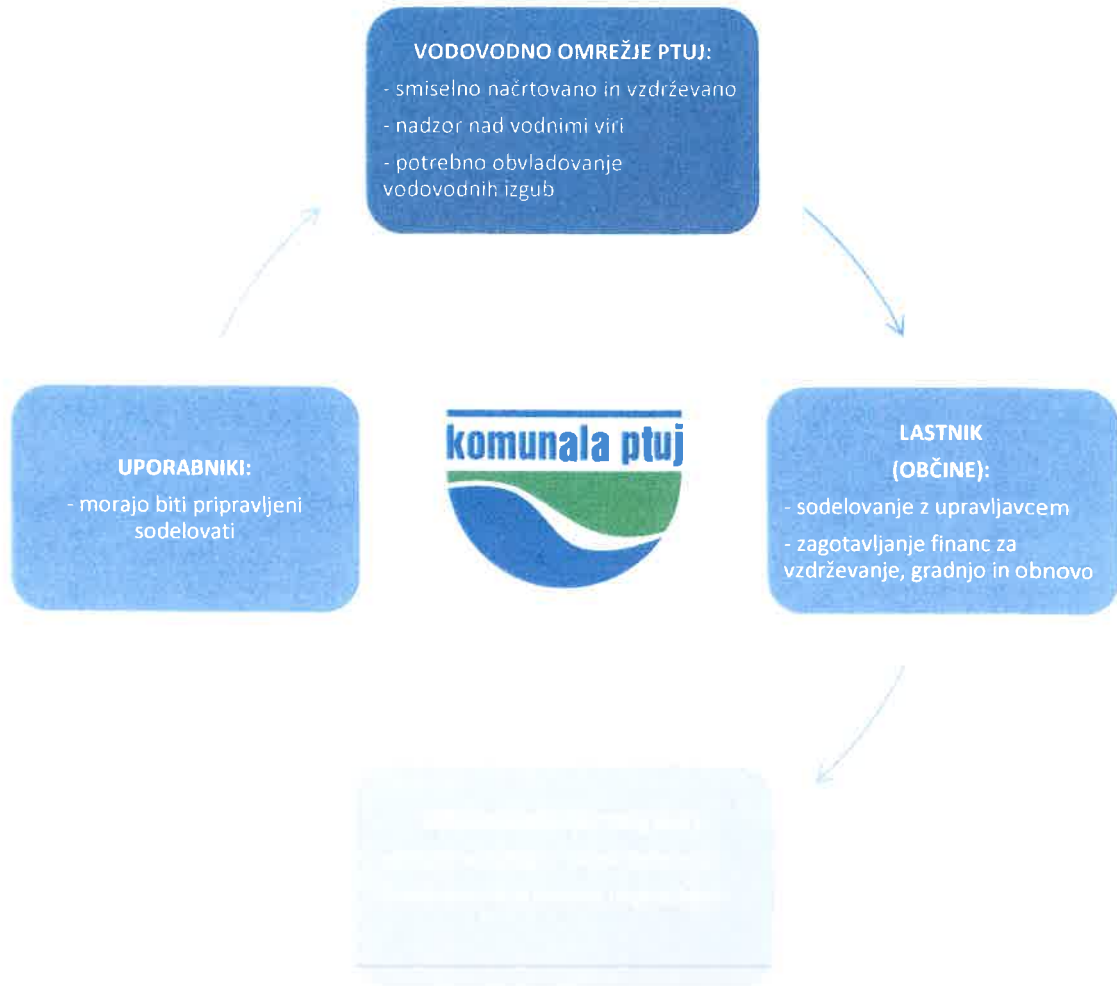 VODOVODNO OMREŽJE PTUJ:
- smiselno načrtovano in vzdrževano
- nadzor nad vodnimi viri
- potrebno obvladovanje
vodovodnih izgub
LASTNIK
(OBČINE):
- sodelovanje z upravljavcem
- zagotavljanje financ za
vzdrževanje, gradnjo in obnovo
UPORABNIKI:
- morajo biti pripravljeni
sodelovati
komunala ptuj